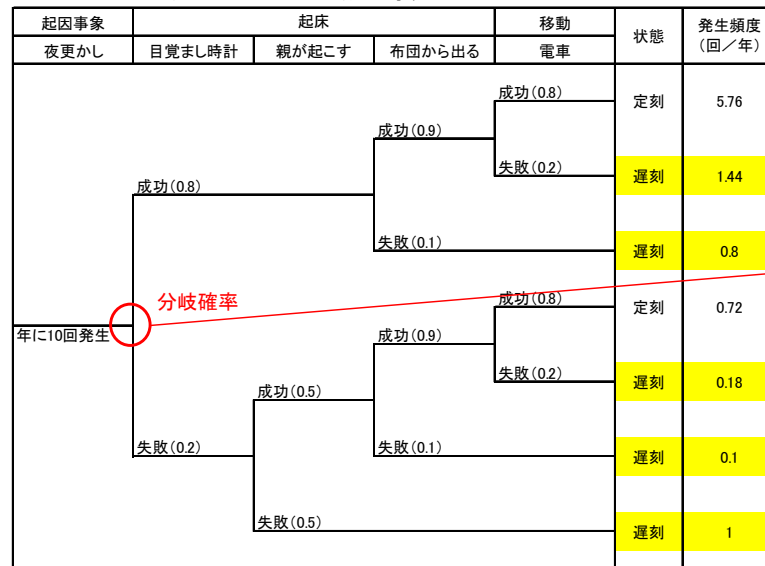 起因事象
起床
移動
状態
発生頻度
(回/年)
夜更かし
目覚まし時計
親が起こす
布団から出る
電車
成功(0.8)
定刻
5.76
成功(0.9)
失敗(0.2)
遅刻
1.44
成功(0.8)
失敗(0.1)
遅刻
0.8
分岐確率
成功(0.8)
定刻
0.72
年に10回発生
成功(0.9)
失敗(0.2)
遅刻
0.18
成功(0.5)
失敗(0.2)
失敗(0.1)
遅刻
0.1
失敗(0.5)
遅刻
1